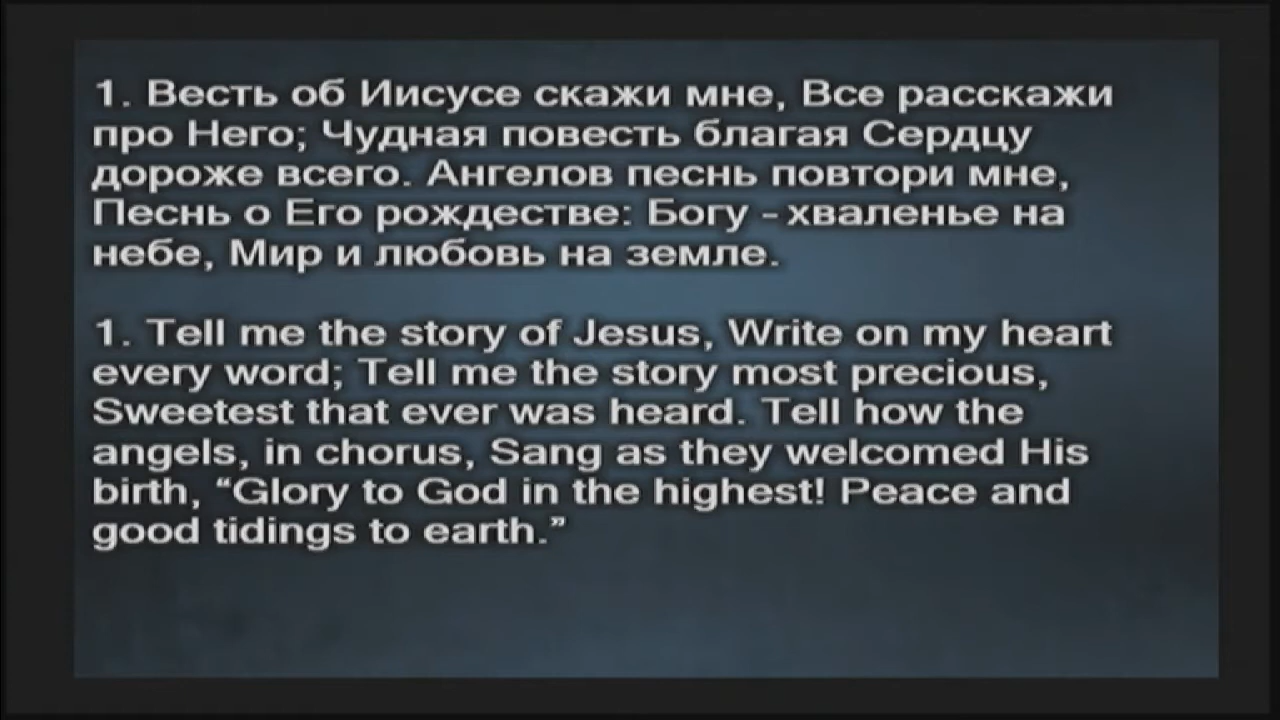 1. Весть об Иисусе скажи мне, Все расскажи
про Него; Чудная повесть благая Сердцу
дороже всего. Ангелов песнь повтори мне,
Песнь о Его рождестве: Богу - хваленье на
небе, Мир и любовь на земле.
1. Tell me the story of Jesus, Write on my heart
every word; Tell me the story most precious,
Sweetest that ever was heard. Tell how the
angels, in chorus, Sang as they welcomed His
birth, “Glory to God in the highest! Peace and
good tidings to earth.”